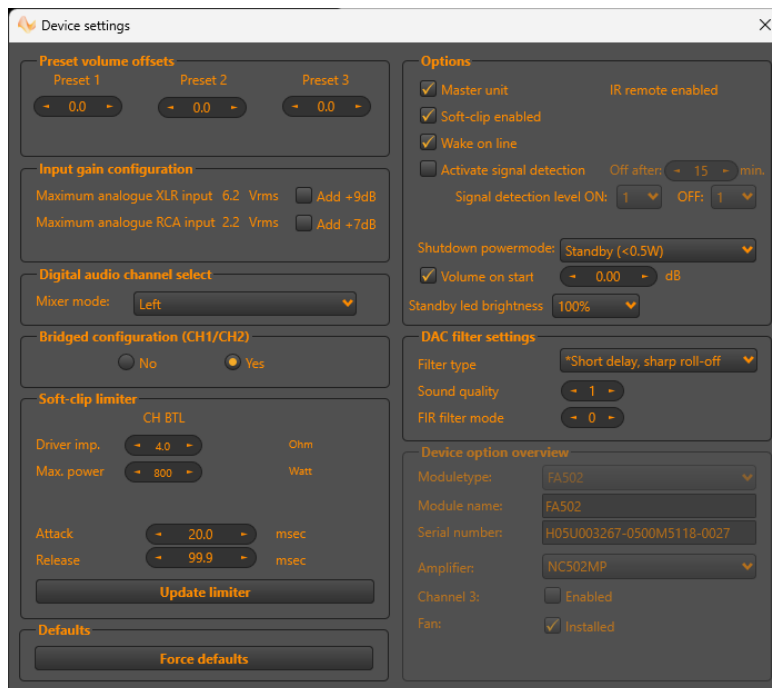 Device settings
Preset volume offsets
Preset 1 Preset 2 Preset 3
0.0 0.0 0.0
Input gain configuration
Maximum analogue XLR input 6.2 Vrms Add +9dB
Maximum analogue RCA input 2.2 Vrms Add +7dB
Digital audio channel select
Mixer mode: Left
Bridged configuration (CH1/CH2)
No Yes
Soft-clip limiter
CH BTL
Driver imp. 4.0 Ohm
Max. power 800 Watt
Attack 20.0 msec
Release 99.9 msec
Update limiter
Defaults
Force defaults
Options
Master unit IR remote enabled
Soft-clip enabled
Wake on line
Activate signal detection Off after: 15 min.
Signal detection level ON: 1 OFF: 1
Shutdown powermode: Standby (<0.5W)
Volume on start 0.00 dB
Standby led brightness 100%
DAC filter settings
Filter type *Short delay, sharp roll-off
Sound quality 1
FIR filter mode 0
Device option overview
Moduletype: FA502
Module name: FA502
Serial number: H05U003267-0500M5118-0027
Amplifier: NC502MP
Channel 3: Enabled
Fan: Installed